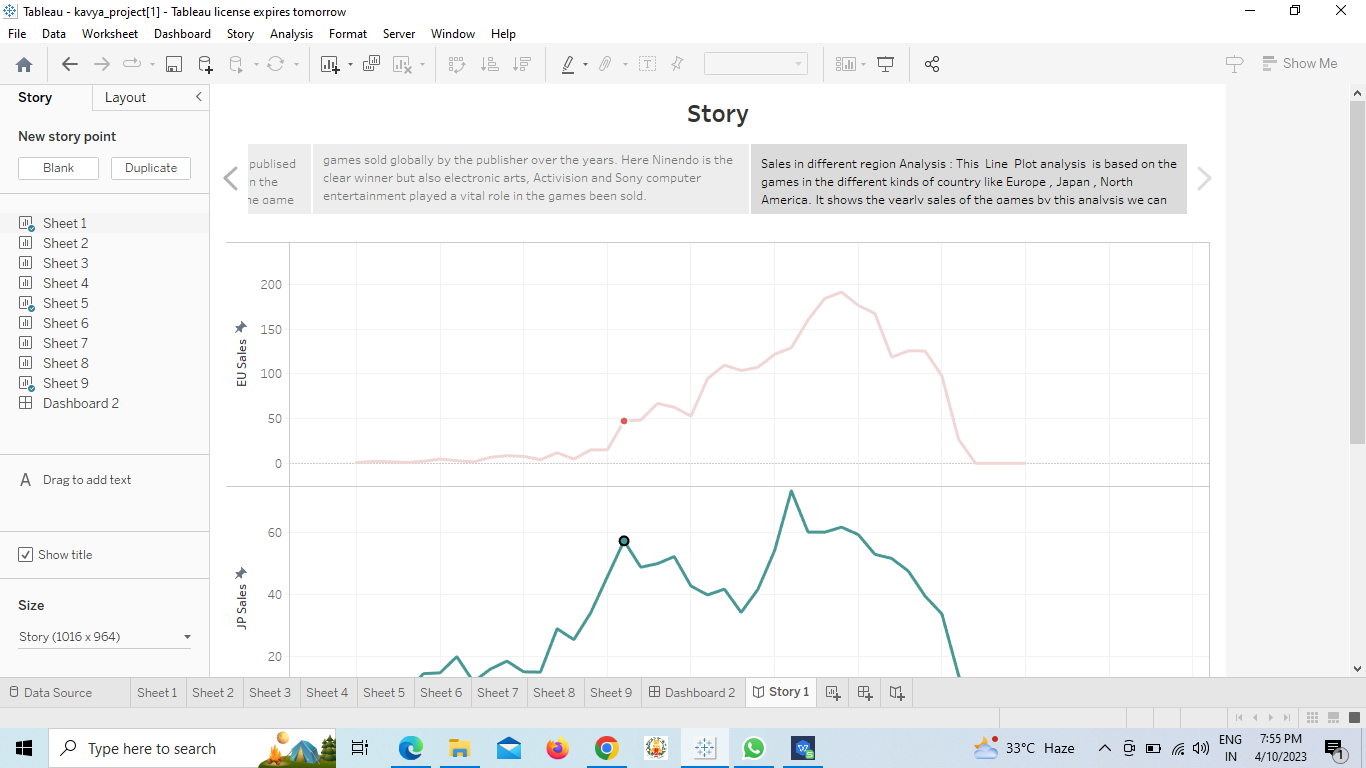 Tableau - kavya_project[1] - Tableau license expires tomorrow
File Data Worksheet Dashboard Story Analysis Format Server Window Help
Show Me
Story Layout
New story point
Blank Duplicate
Sheet 1
Sheet 2
Sheet 3
Sheet 4
Sheet 5
Sheet 6
Sheet 7
Sheet 8
Sheet 9
Dashboard 2
A Drag to add text
Show title
Size
Story (1016 x 964)
Story
publised
n the
game
games sold globally by the publisher over the years. Here Ninendo is the
clear winner but also electronic arts, Activision and Sony computer
entertainment played a vital role in the games been sold.
Sales in different region Analysis : This Line Plot analysis is based on the
games in the different kinds of country like Europe , Japan , North
America. It shows the yearly sales of the games by this analysis we can
EU Sales
200
150
100
50
0
JP Sales
60
40
20
Data Source Sheet 1 Sheet 2 Sheet 3 Sheet 4 Sheet 5 Sheet 6 Sheet 7 Sheet 8 Sheet 9 Dashboard 2 Story 1
Type here to search
33°C Haze
ENG
IN
7:55 PM
4/10/2023
1